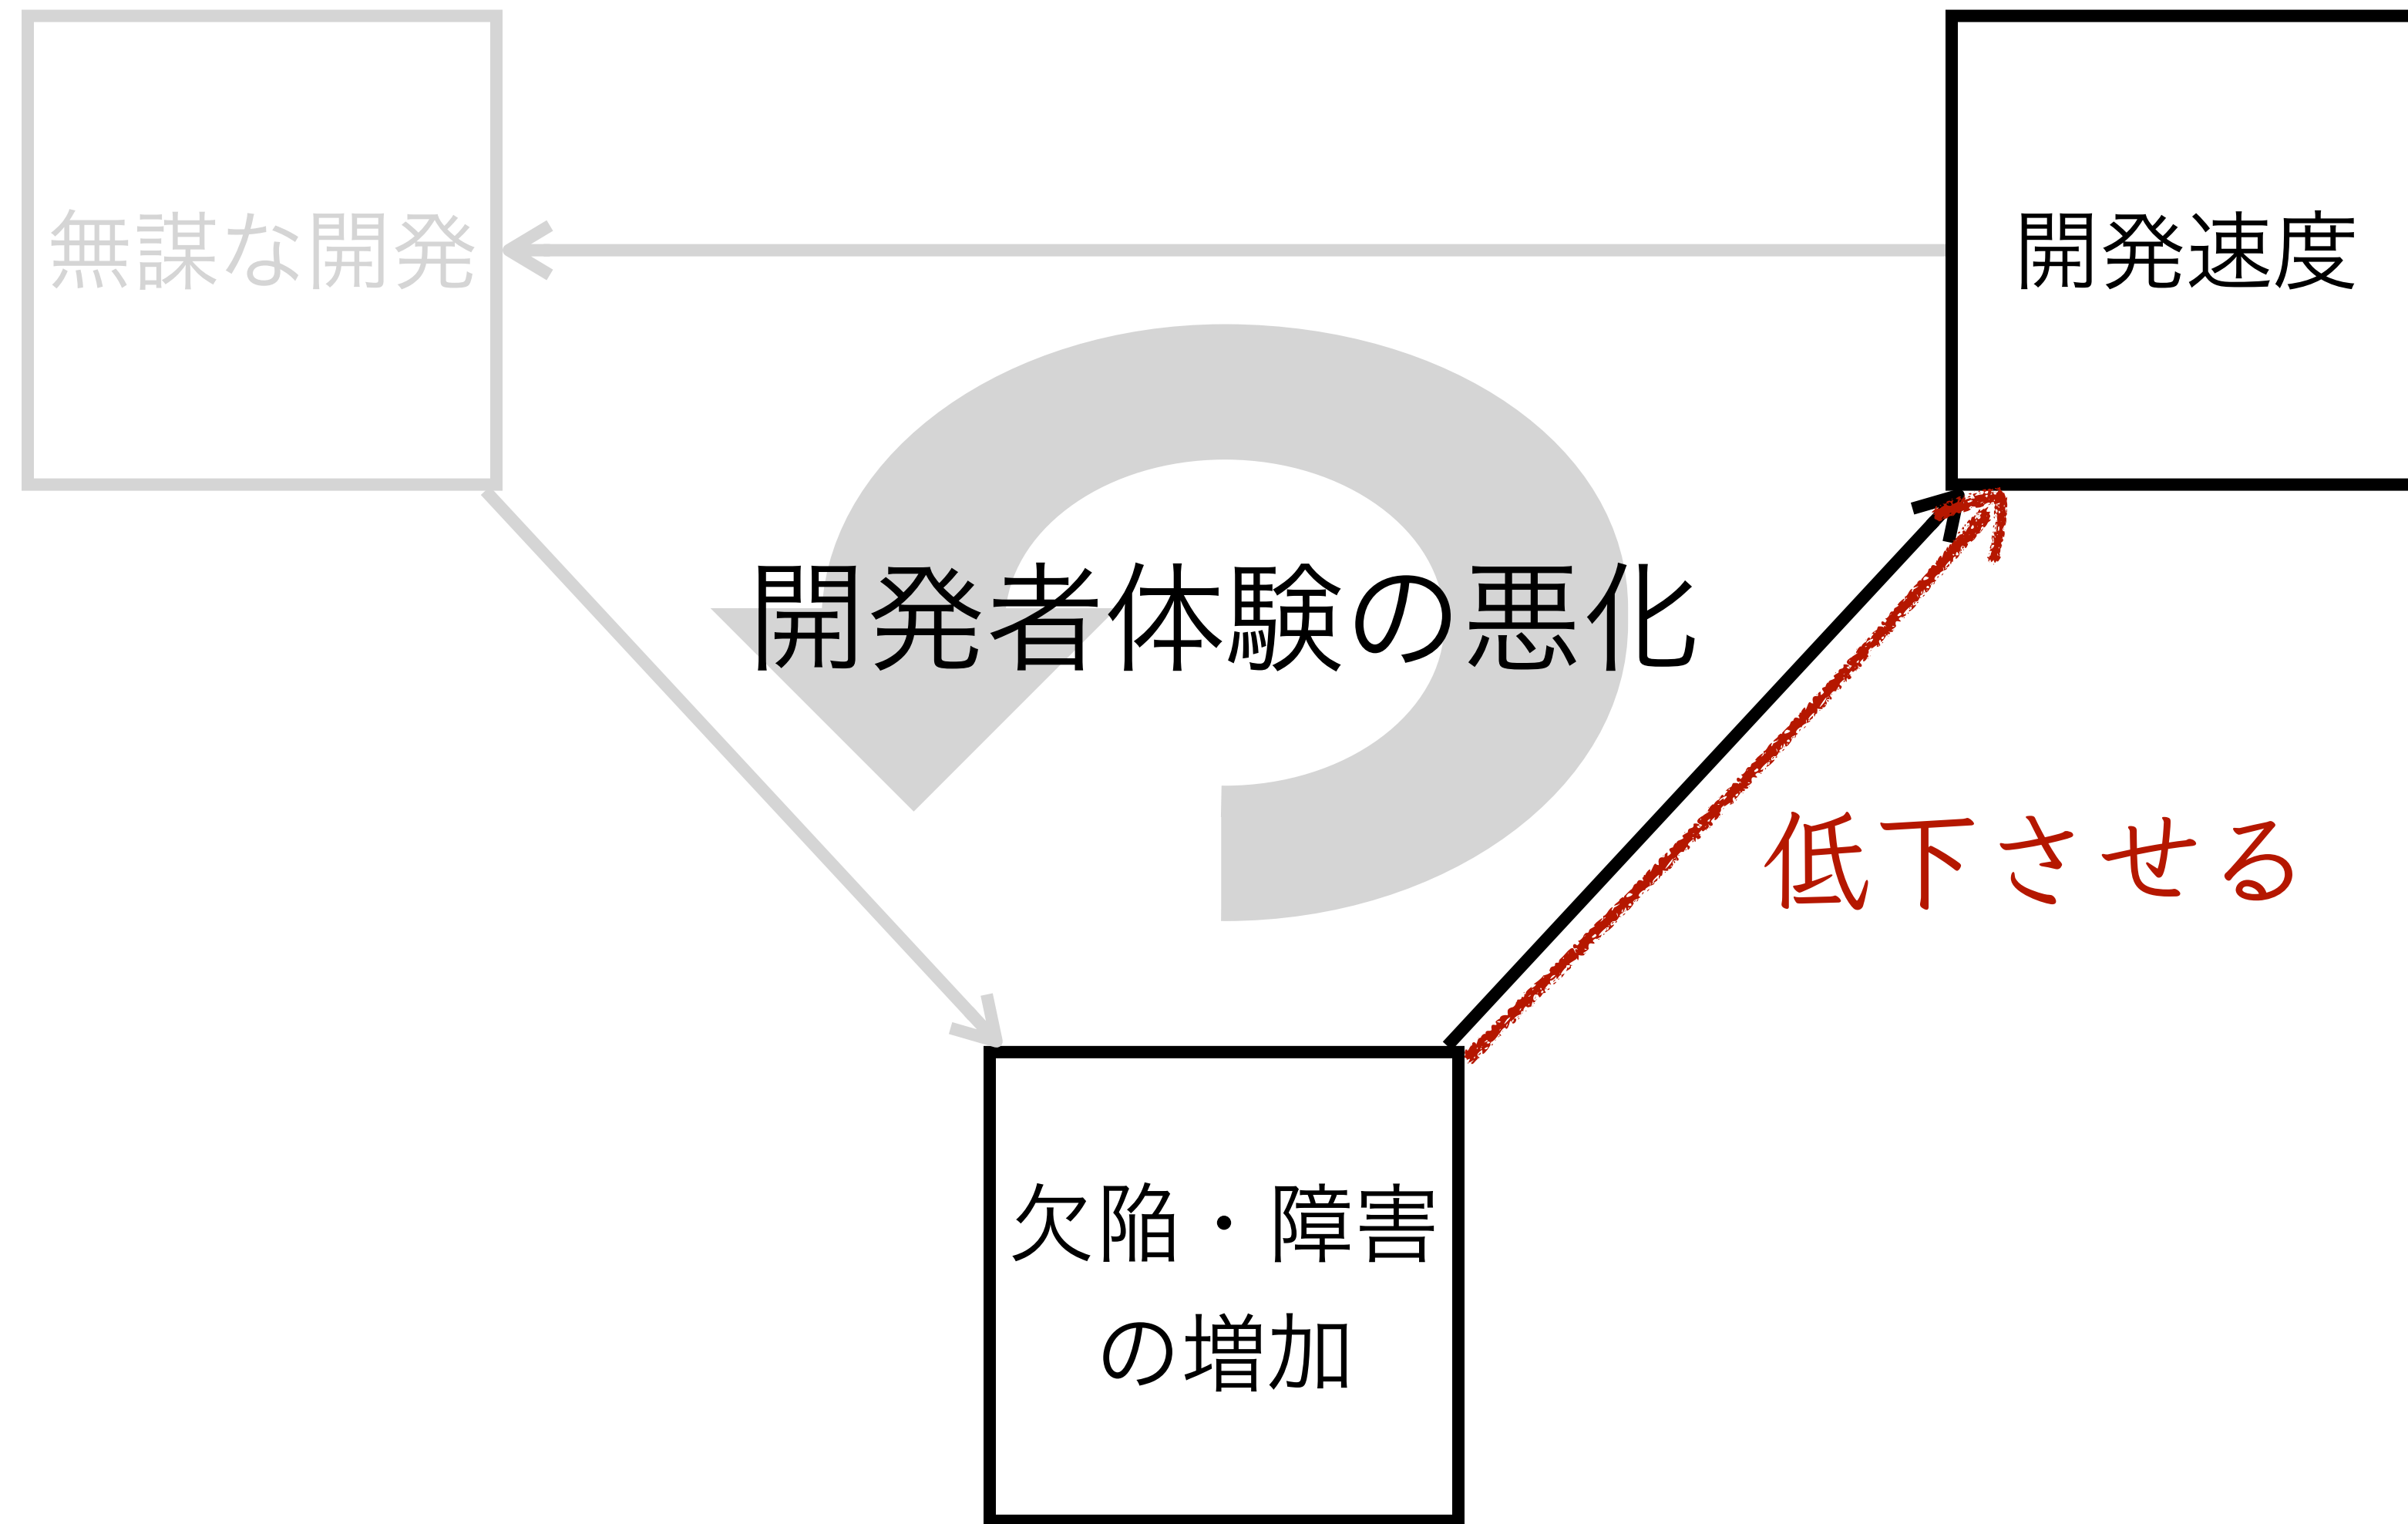 無謀な開発
開発速度
開発者体験の悪化
低下させる
欠陥・障害
の増加